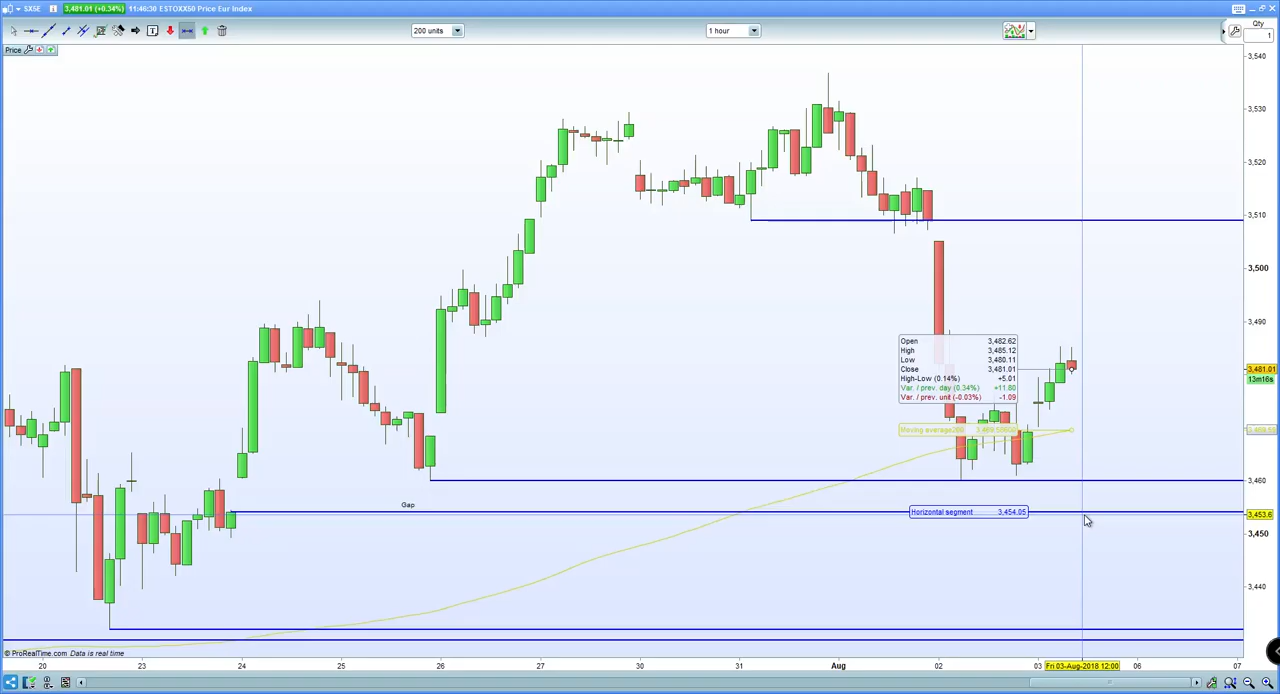 SX5E 3,481.01 (+0.34%) 11:46:30 ESTOXX50 Price Eur Index
200 units
1 hour
Qty
1
Price
3,540
3,530
3,520
3,510
3,500
3,490
Open 3,482.62
High 3,485.12
Low 3,480.11
Close 3,481.01
High-Low (0.14%) +5.01
Var. / prev. day (0.34%) +11.80
Var. / prev. unit (-0.03%) -1.09
3,481.01
13m16s
Moving average200
3,460
Gap
Horizontal segment 3,454.05
3,453.6
3,450
3,440
© ProRealTime.com Data is real time
20 23 24 25 26 27 30 31 Aug 02 03 Fri 03-Aug-2018 12:00 06 07